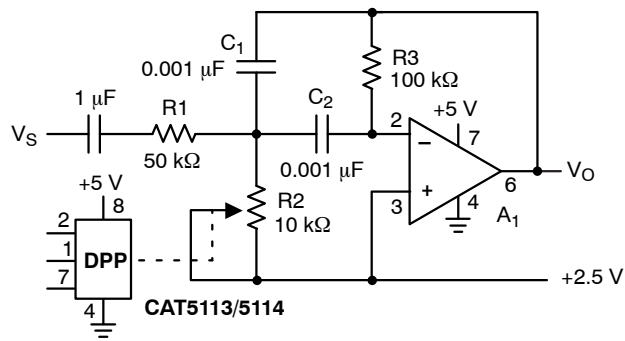 C1
0.001 μF
R3
100 kΩ
1 μF
R1
C2
+5 V
VS
50 kΩ
0.001 μF
2
7
–
+
3
4
6
VO
A1
+5 V
8
R2
10 kΩ
2
1
7
DPP
4
CAT5113/5114
+2.5 V